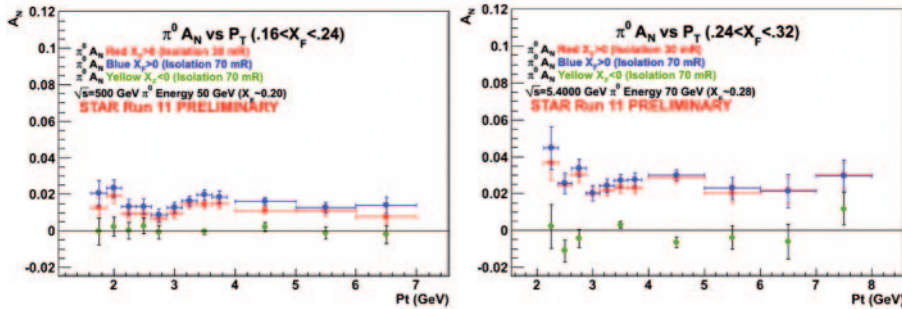 π⁰ A_N vs P_T (.16<X_F<.24)
π⁰ A_N Red X_F>0 (Isolation 30 mR)
π⁰ A_N Blue X_F>0 (Isolation 70 mR)
π⁰ A_N Yellow X_F<0 (Isolation 70 mR)
√s=500 GeV π⁰ Energy 50 GeV (X_F~0.20)
STAR Run 11 PRELIMINARY
A_N
0.12
0.1
0.08
0.06
0.04
0.02
0
-0.02
2 3 4 5 6 7
Pt (GeV)
π⁰ A_N vs P_T (.24<X_F<.32)
π⁰ A_N Red X_F>0 (Isolation 30 mR)
π⁰ A_N Blue X_F>0 (Isolation 70 mR)
π⁰ A_N Yellow X_F<0 (Isolation 70 mR)
√s=5.4000 GeV π⁰ Energy 70 GeV (X_F~0.28)
STAR Run 11 PRELIMINARY
A_N
0.12
0.1
0.08
0.06
0.04
0.02
0
-0.02
2 3 4 5 6 7 8
Pt (GeV)